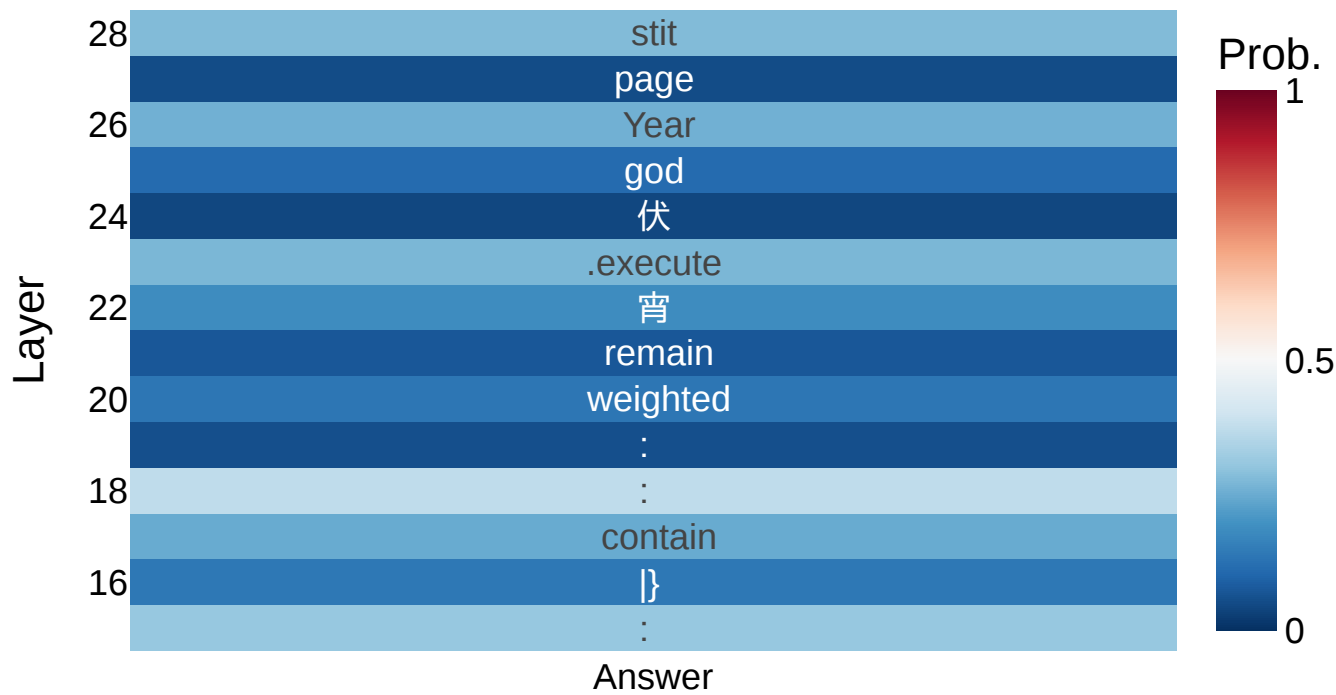 28
stit
Prob.
page
1
26
Year
god
24
伏
.execute
Layer
22
宵
remain
0.5
20
weighted
:
18
:
contain
16
|}
:
0
Answer